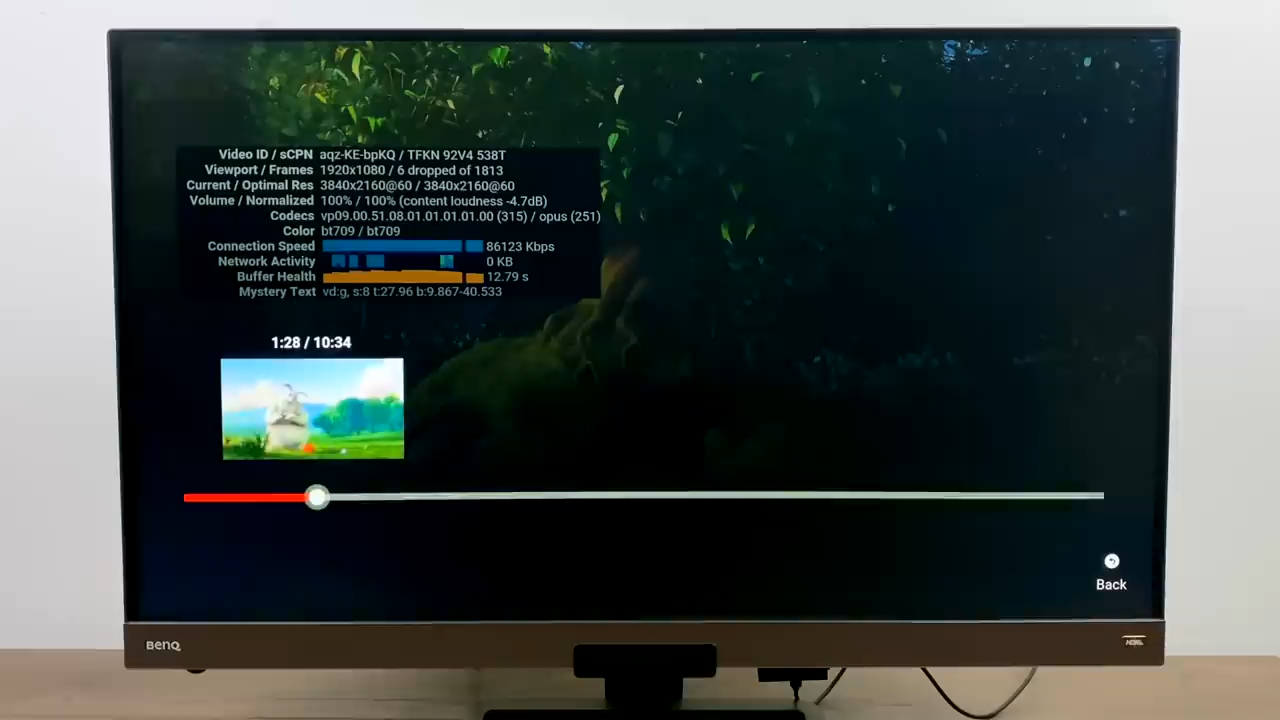 Video ID / sCPN aqz-KE-bpKQ / TFKN 92V4 538T
Viewport / Frames 1920x1080 / 6 dropped of 1813
Current / Optimal Res 3840x2160@60 / 3840x2160@60
Volume / Normalized 100% / 100% (content loudness -4.7dB)
Codecs vp09.00.51.08.01.01.01.01.00 (315) / opus (251)
Color bt709 / bt709
Connection Speed 86123 Kbps
Network Activity 0 KB
Buffer Health 12.79 s
Mystery Text vd:g, s:8 t:27.96 b:9.867-40.533
1:28 / 10:34
Back
BenQ